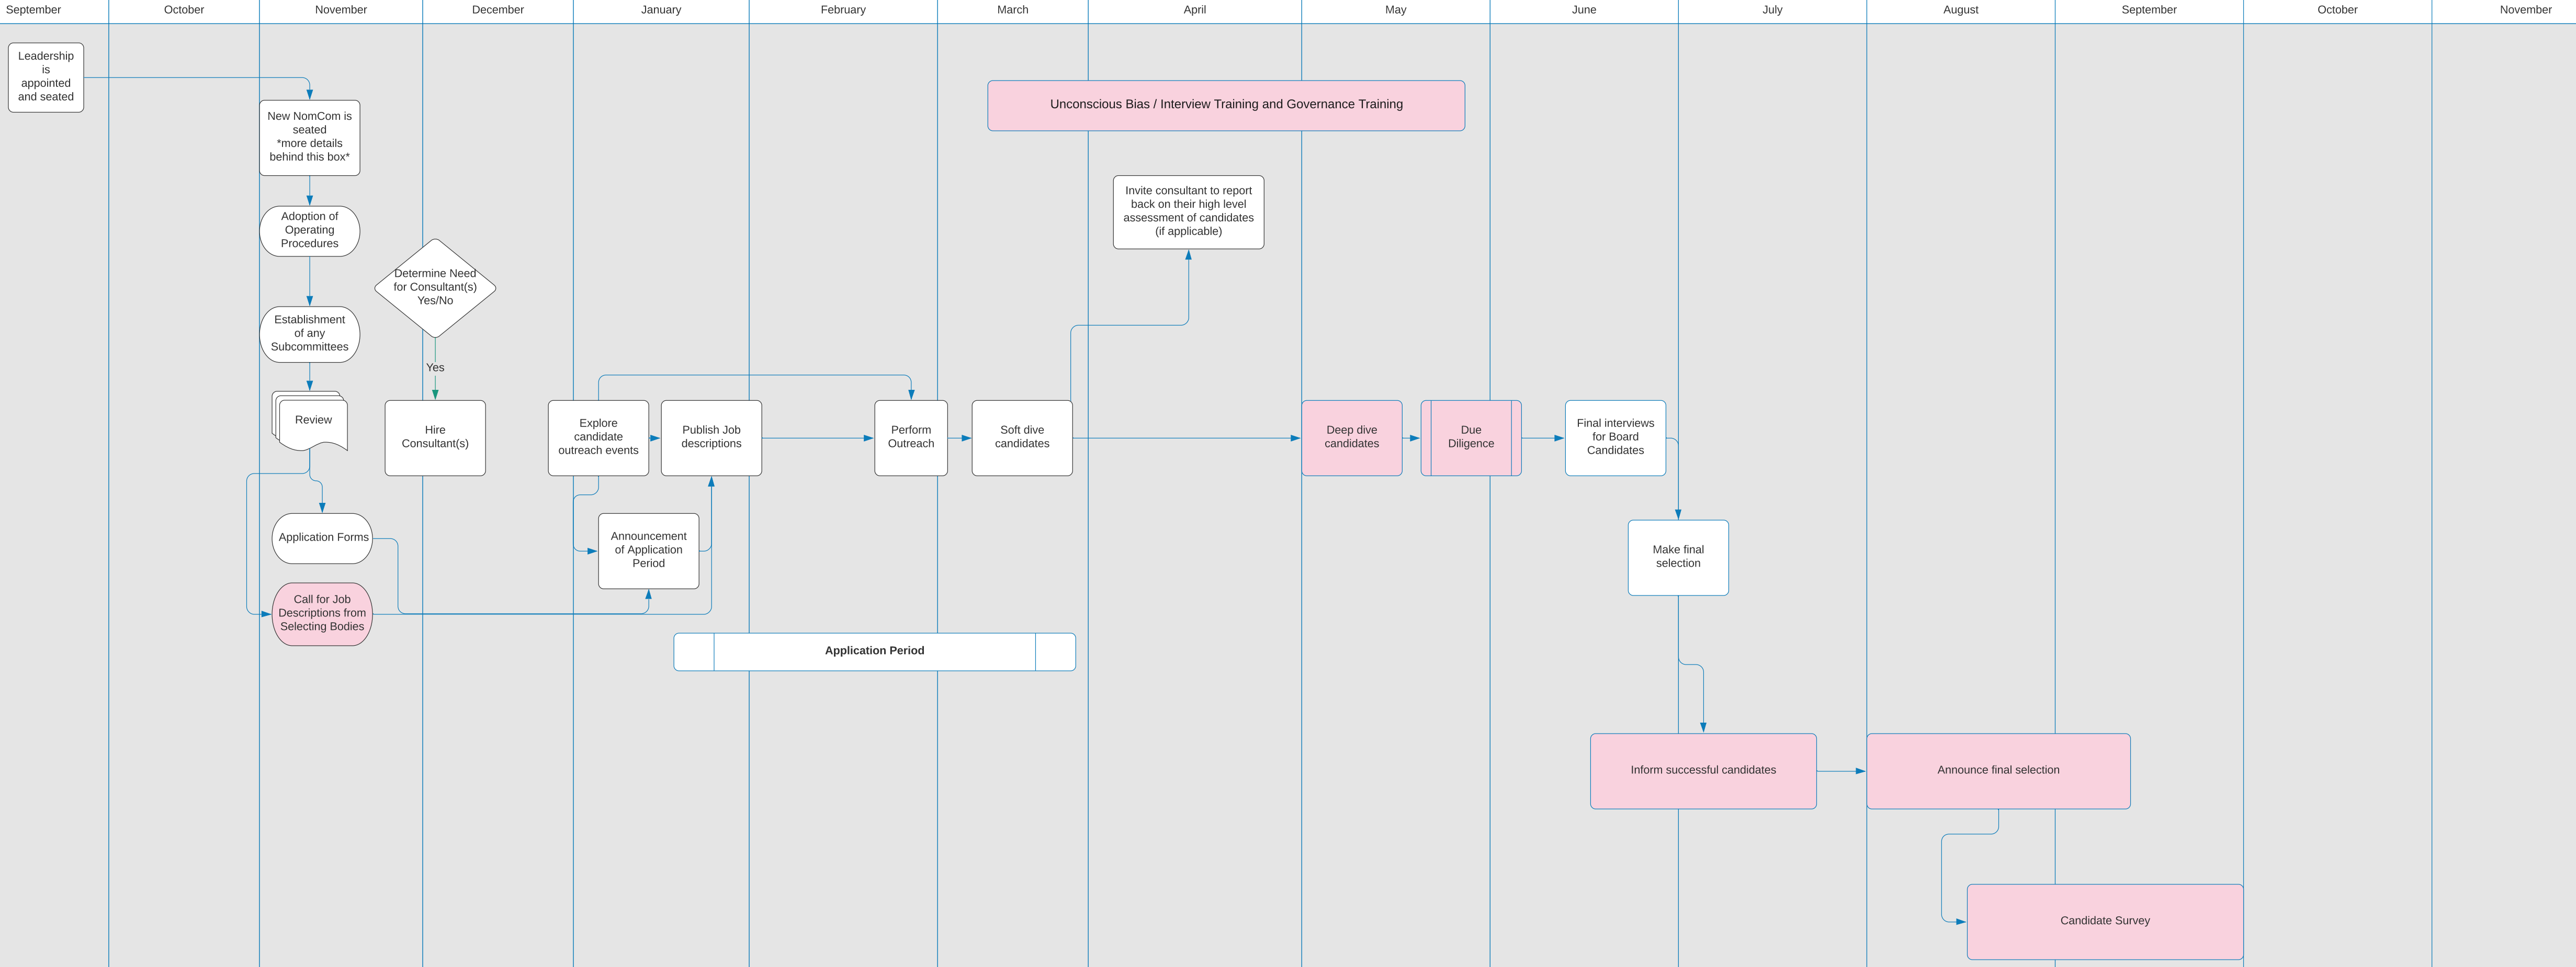 September
October
November
December
January
February
March
April
May
June
July
August
September
October
November
Leadership
is
appointed
and seated
New NomCom is
seated
*more details
behind this box*
Adoption of
Operating
Procedures
Establishment
of any
Subcommittees
Review
Application Forms
Call for Job
Descriptions from
Selecting Bodies
Determine Need
for Consultant(s)
Yes/No
Yes
Hire
Consultant(s)
Explore
candidate
outreach events
Publish Job
descriptions
Announcement
of Application
Period
Application Period
Perform
Outreach
Soft dive
candidates
Unconscious Bias / Interview Training and Governance Training
Invite consultant to report
back on their high level
assessment of candidates
(if applicable)
Deep dive
candidates
Due
Diligence
Final interviews
for Board
Candidates
Make final
selection
Inform successful candidates
Announce final selection
Candidate Survey